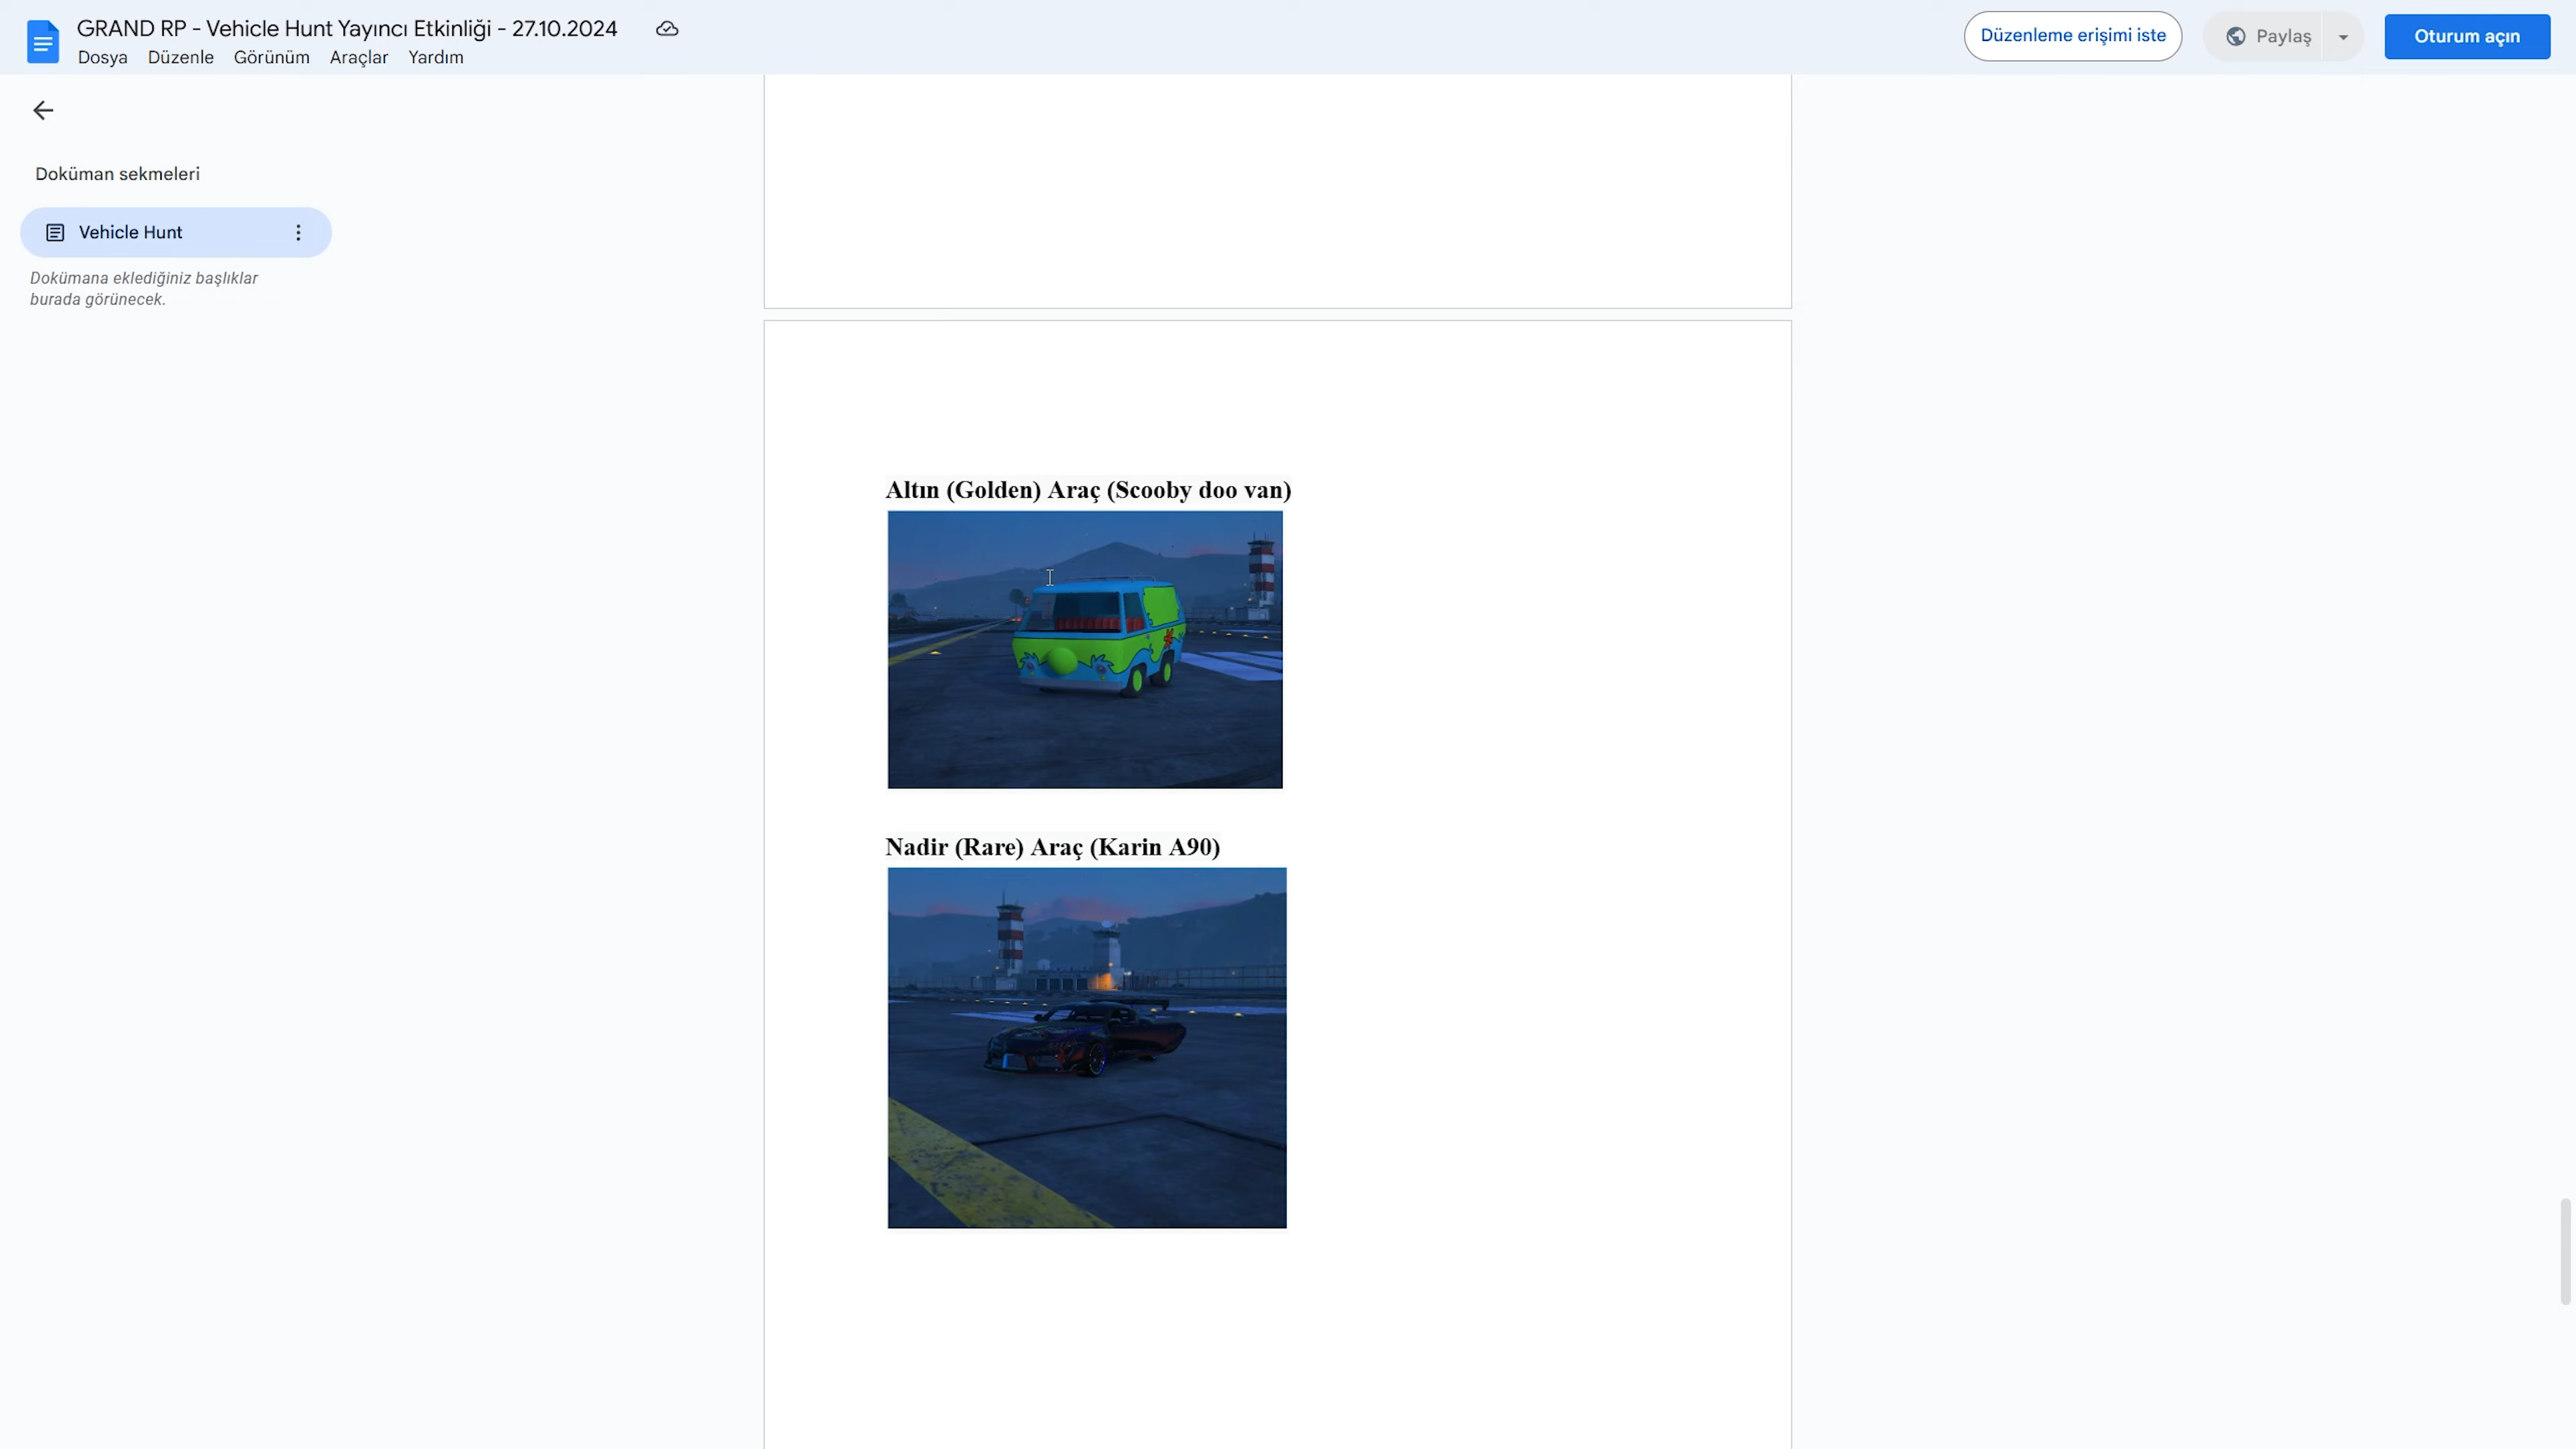 GRAND RP - Vehicle Hunt Yayıncı Etkinliği - 27.10.2024
Dosya Düzenle Görünüm Araçlar Yardım
Düzenleme erişimi iste
Paylaş
Oturum açın
Doküman sekmeleri
Vehicle Hunt
Dokümana eklediğiniz başlıklar
burada görünecek.
Altın (Golden) Araç (Scooby doo van)
Nadir (Rare) Araç (Karin A90)